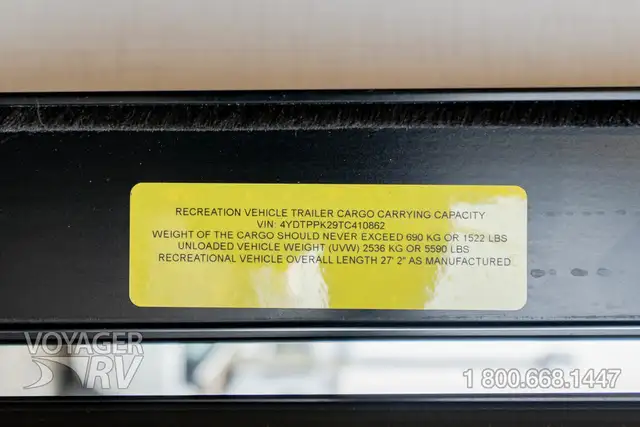 RECREATION VEHICLE TRAILER CARGO CARRYING CAPACITY
VIN: 4YDTPPK29TC410862
WEIGHT OF THE CARGO SHOULD NEVER EXCEED 690 KG OR 1522 LBS
UNLOADED VEHICLE WEIGHT (UVW) 2536 KG OR 5590 LBS
RECREATIONAL VEHICLE OVERALL LENGTH 27' 2" AS MANUFACTURED
VOYAGER
RV
1 800.668.1447